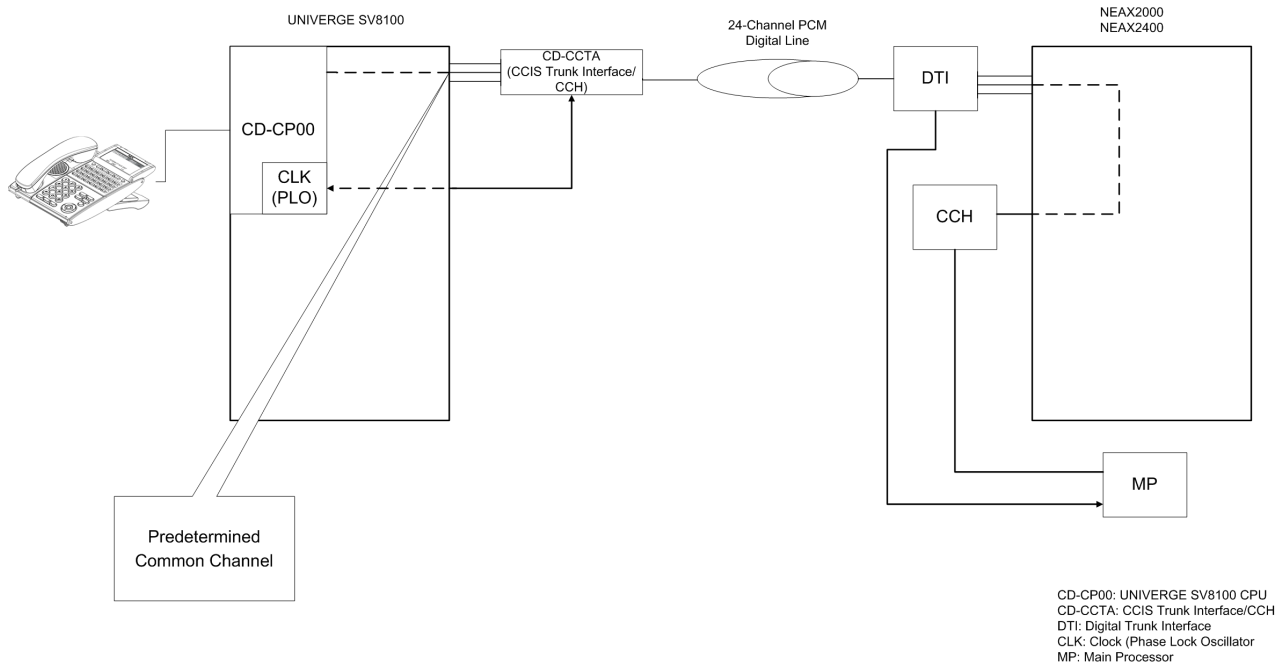 UNIVERGE SV8100
NEAX2000
NEAX2400
24-Channel PCM
Digital Line
CD-CCTA
(CCIS Trunk Interface/
CCH)
DTI
CD-CP00
CLK
(PLO)
CCH
MP
Predetermined
Common Channel
CD-CP00: UNIVERGE SV8100 CPU
CD-CCTA: CCIS Trunk Interface/CCH
DTI: Digital Trunk Interface
CLK: Clock (Phase Lock Oscillator
MP: Main Processor